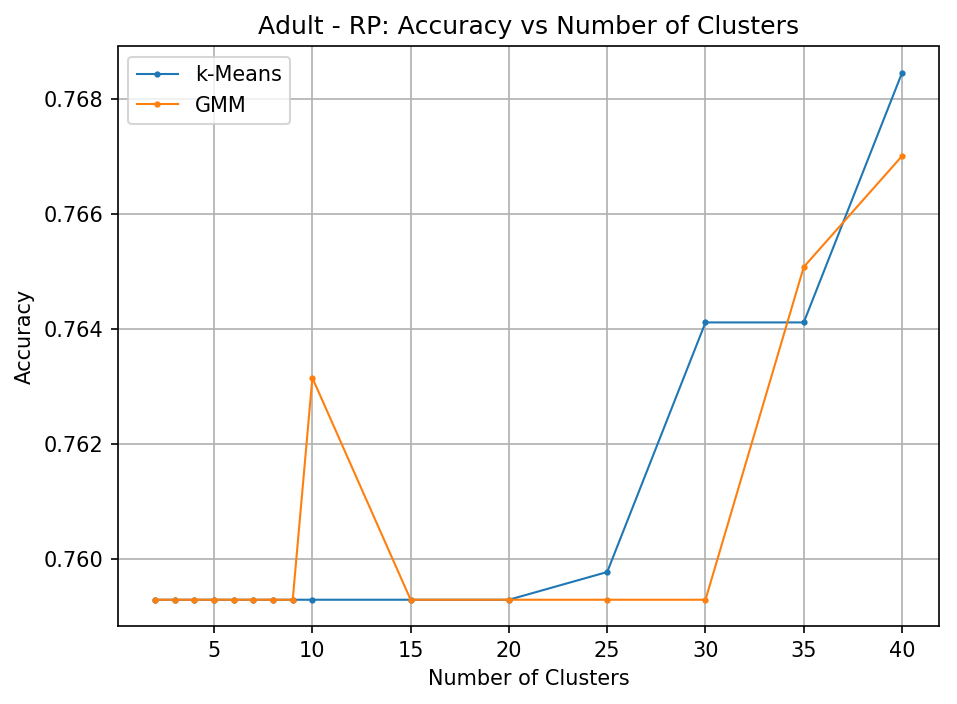 Adult - RP: Accuracy vs Number of Clusters
k-Means
GMM
0.768
0.766
0.764
0.762
0.760
Accuracy
5 10 15 20 25 30 35 40
Number of Clusters